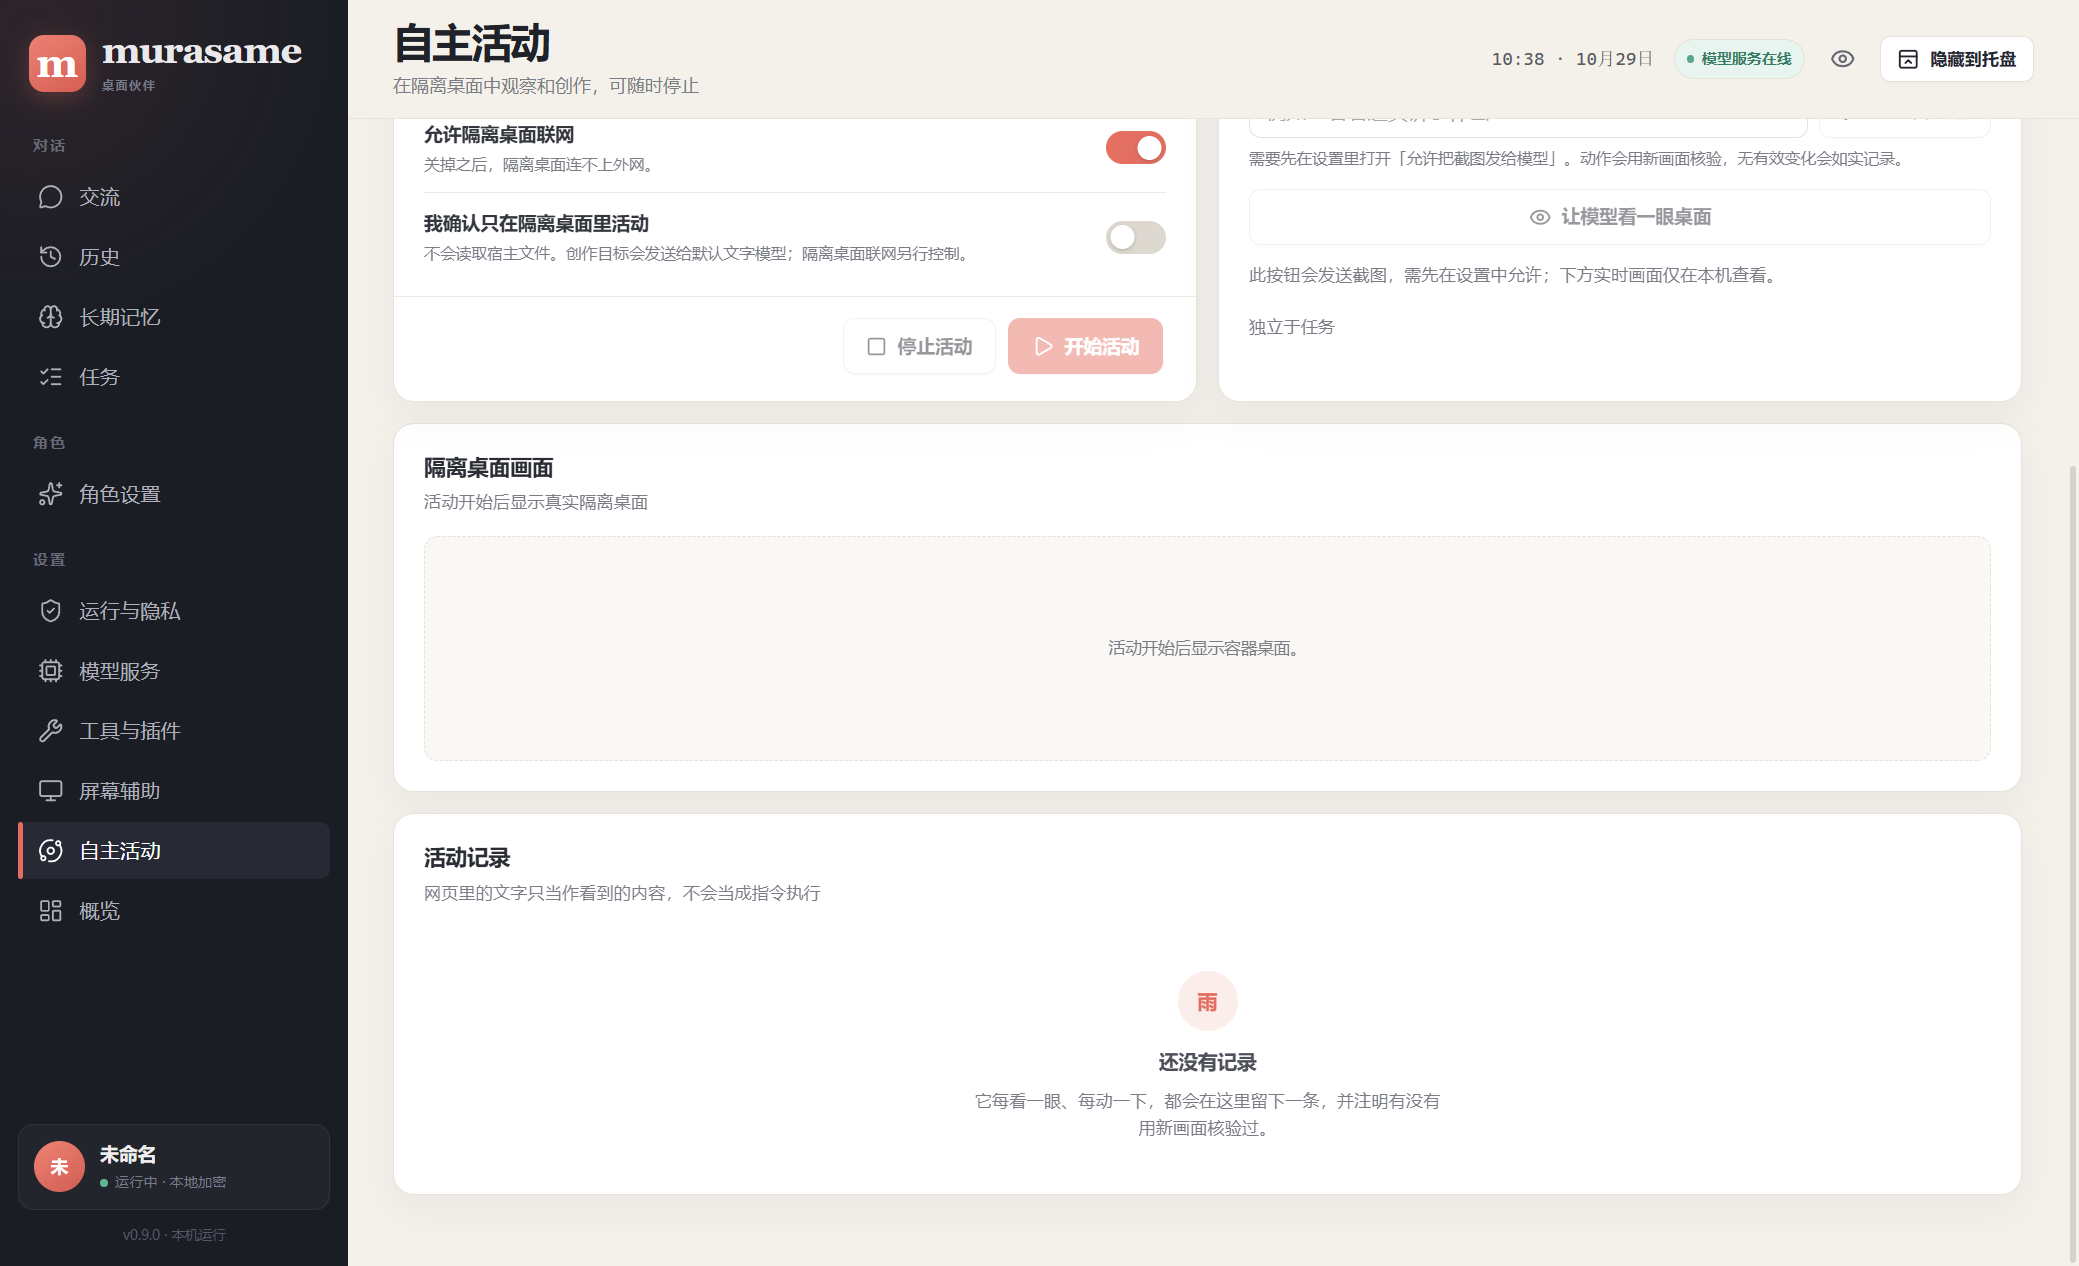 m murasame
桌面伙伴
对话
交流
历史
长期记忆
任务
角色
角色设置
设置
运行与隐私
模型服务
工具与插件
屏幕辅助
自主活动
概览
未 未命名
运行中 · 本地加密
v0.9.0 · 本机运行
自主活动
在隔离桌面中观察和创作，可随时停止
10:38 · 10月29日
模型服务在线
隐藏到托盘
允许隔离桌面联网
关掉之后，隔离桌面连不上外网。
我确认只在隔离桌面里活动
不会读取宿主文件。创作目标会发送给默认文字模型；隔离桌面联网另行控制。
停止活动
开始活动
需要先在设置里打开「允许把截图发给模型」。动作会用新画面核验，无有效变化会如实记录。
让模型看一眼桌面
此按钮会发送截图，需先在设置中允许；下方实时画面仅在本机查看。
独立于任务
隔离桌面画面
活动开始后显示真实隔离桌面
活动开始后显示容器桌面。
活动记录
网页里的文字只当作看到的内容，不会当成指令执行
雨
还没有记录
它每看一眼、每动一下，都会在这里留下一条，并注明有没有
用新画面核验过。